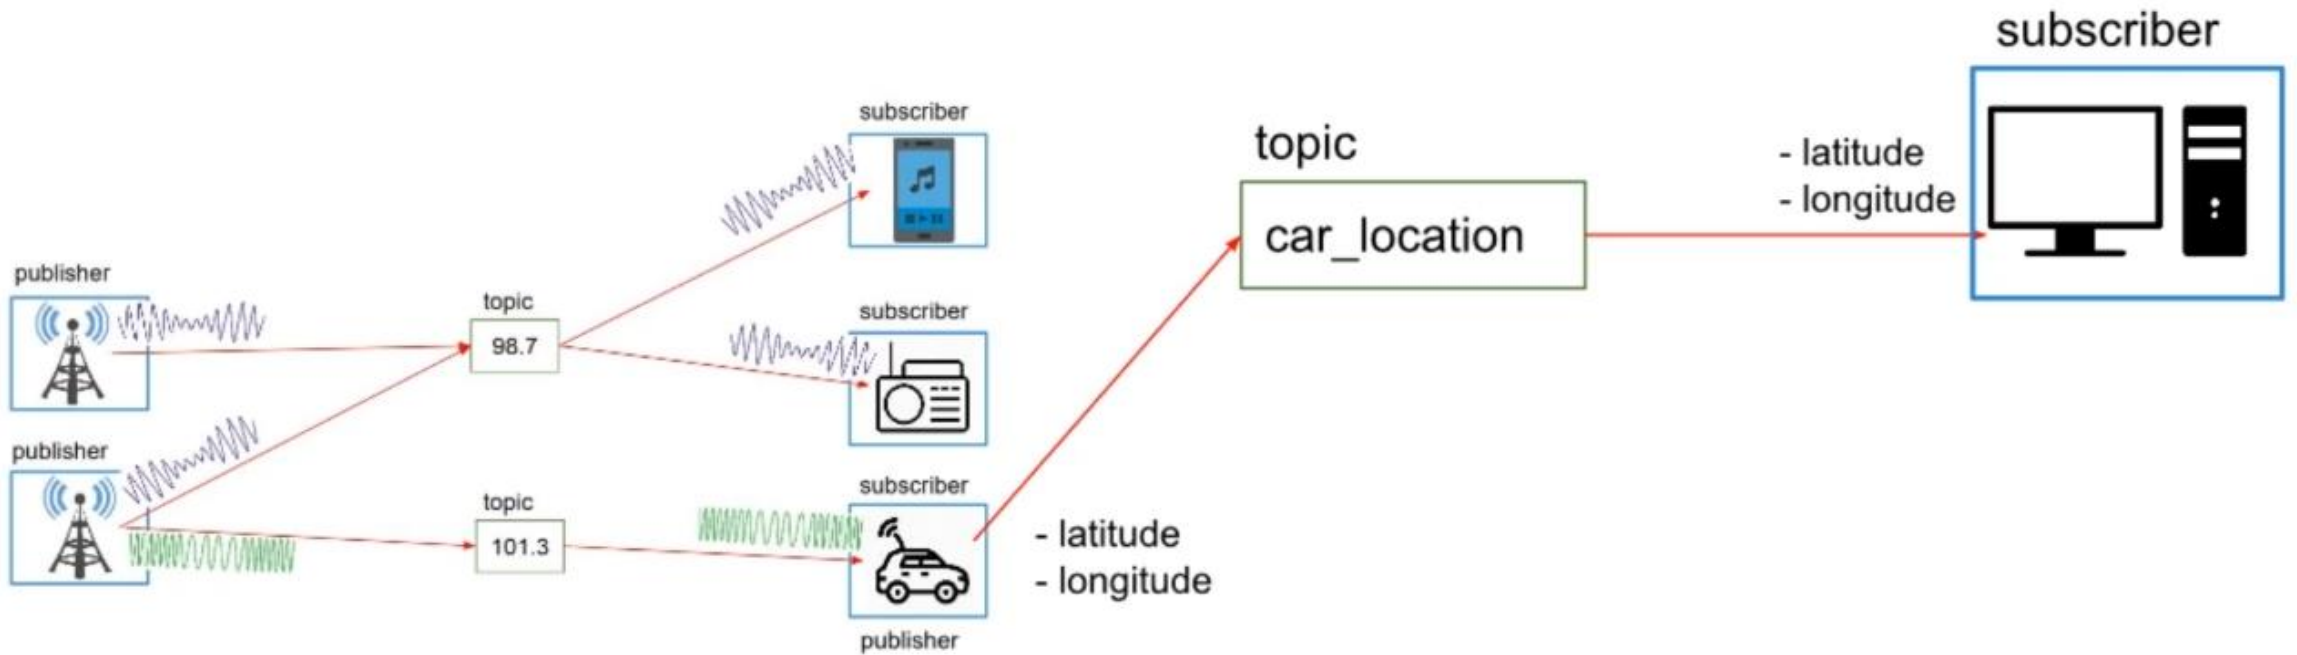 subscriber
subscriber
topic
- latitude
- longitude
car_location
publisher
topic
98.7
subscriber
publisher
topic
101.3
subscriber
- latitude
- longitude
publisher